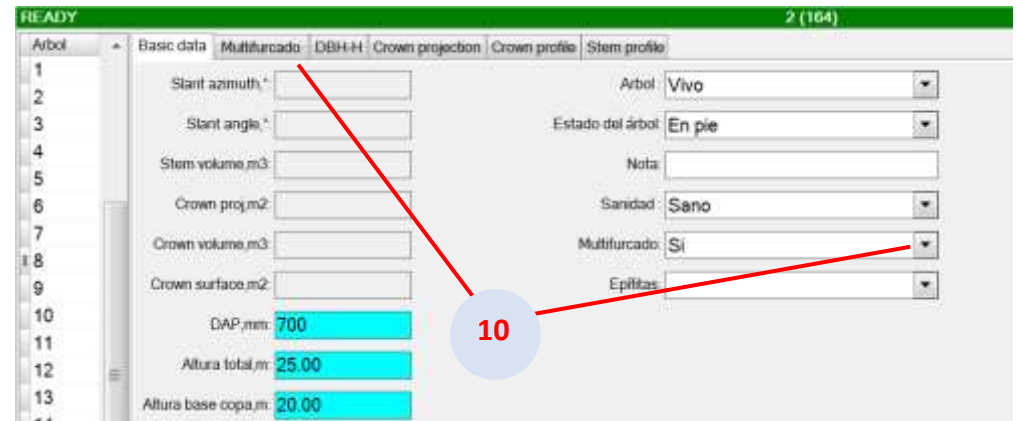 READY 2 (164)
Arbol Basic data Multifurcado DBH-H Crown projection Crown profile Stem profile
1
2
3
4
5
6
7
8
9
10
11
12
13
Slant azimuth,°:
Slant angle,°:
Stem volume,m3:
Crown proj,m2:
Crown volume,m3:
Crown surface,m2:
DAP,mm: 700
Altura total,m: 25.00
Altura base copa,m: 20.00
Arbol: Vivo
Estado del árbol: En pie
Nota:
Sanidad: Sano
Multifurcado: Si
Epífitas:
10